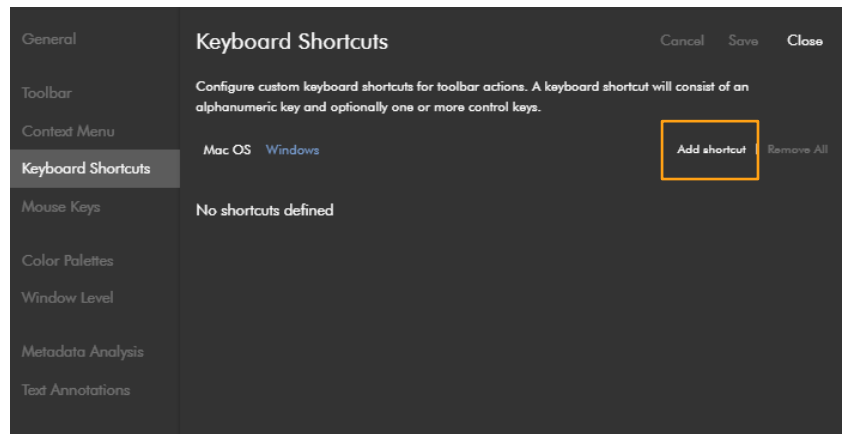 General
Toolbar
Context Menu
Keyboard Shortcuts
Mouse Keys
Color Palettes
Window Level
Metadata Analysis
Text Annotations
Keyboard Shortcuts
Cancel Save Close
Configure custom keyboard shortcuts for toolbar actions. A keyboard shortcut will consist of an
alphanumeric key and optionally one or more control keys.
Mac OS Windows
Add shortcut | Remove All
No shortcuts defined